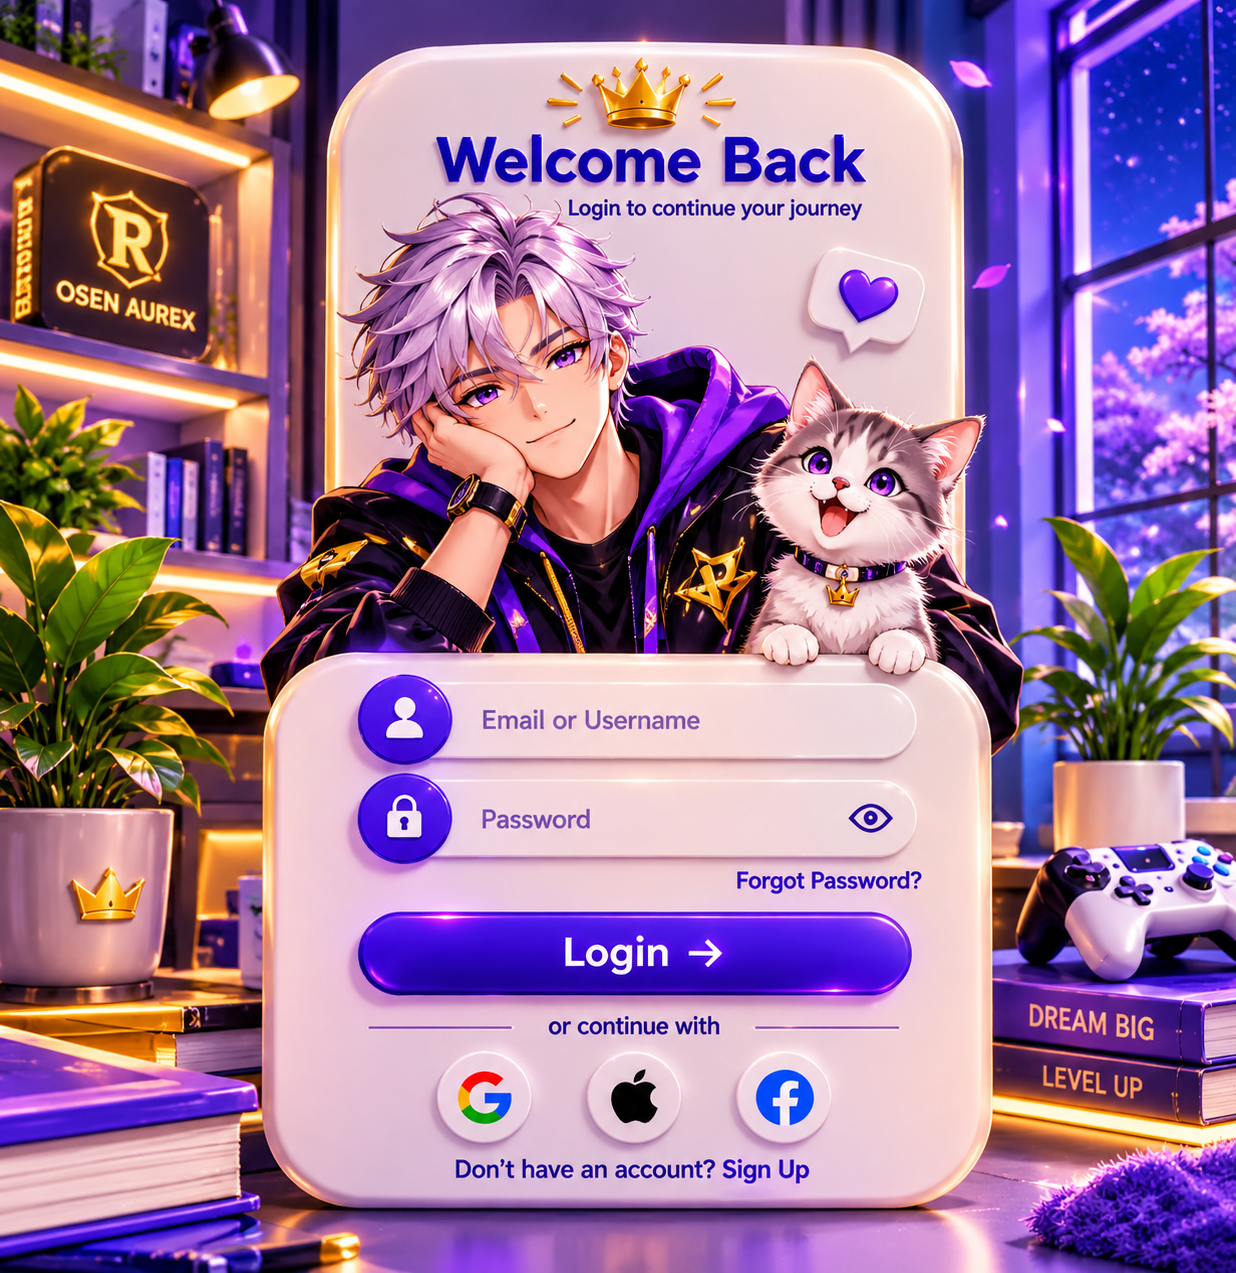 Welcome Back
Login to continue your journey
R
OSEN AUREX
Email or Username
Password
Forgot Password?
Login →
or continue with
Don't have an account? Sign Up
DREAM BIG
LEVEL UP